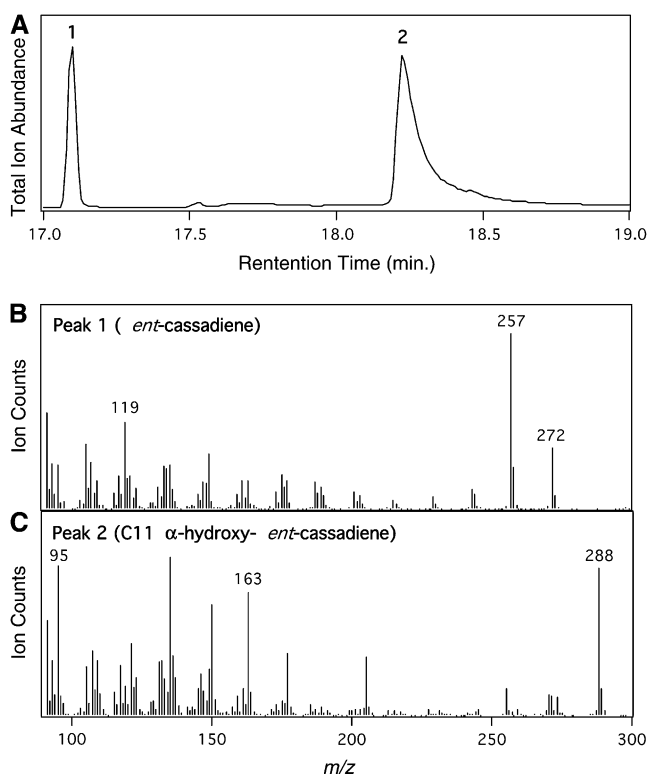 A
1
2
Total Ion Abundance
17.0 17.5 18.0 18.5 19.0
Rentention Time (min.)
B
Peak 1 ( ent-cassadiene)
257
119
272
Ion Counts
C
Peak 2 (C11 α-hydroxy- ent-cassadiene)
95
163
288
Ion Counts
100 150 200 250 300
m/z